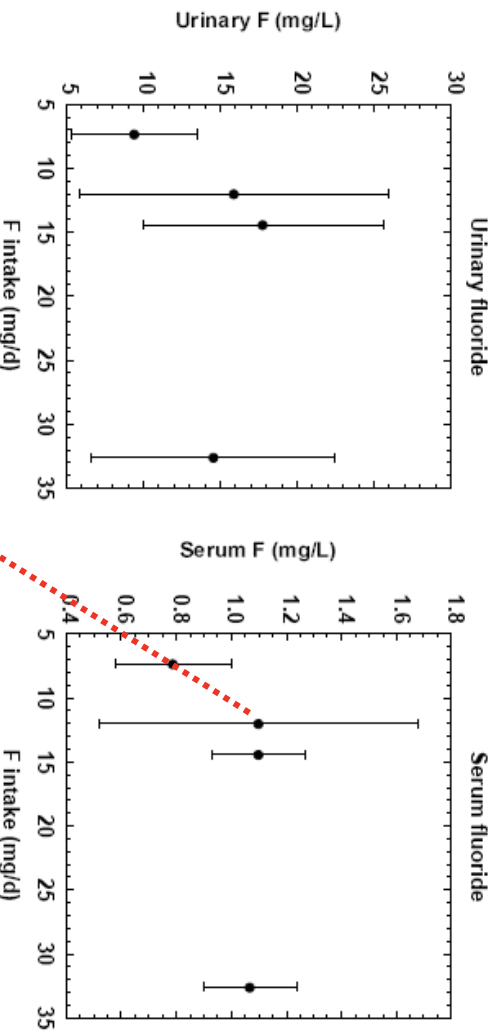 Urinary fluoride
Urinary F (mg/L)
5 10 15 20 25 30
5 10 15 20 25 30 35
F intake (mg/d)
Serum fluoride
Serum F (mg/L)
0.4 0.6 0.8 1.0 1.2 1.4 1.6 1.8
5 10 15 20 25 30 35
F intake (mg/d)